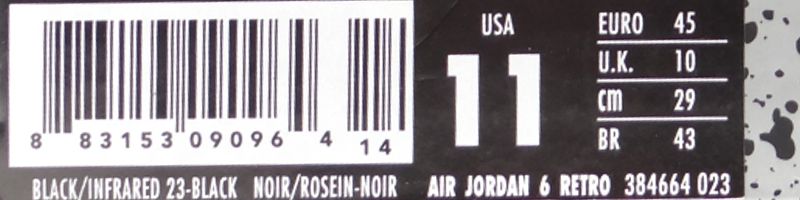 8 83153 09096 4 14
USA
11
EURO 45
U.K. 10
cm 29
BR 43
BLACK/INFRARED 23-BLACK NOIR/ROSEIN-NOIR AIR JORDAN 6 RETRO 384664 023